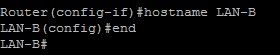 Router(config-if)#hostname LAN-B
LAN-B(config)#end
LAN-B#